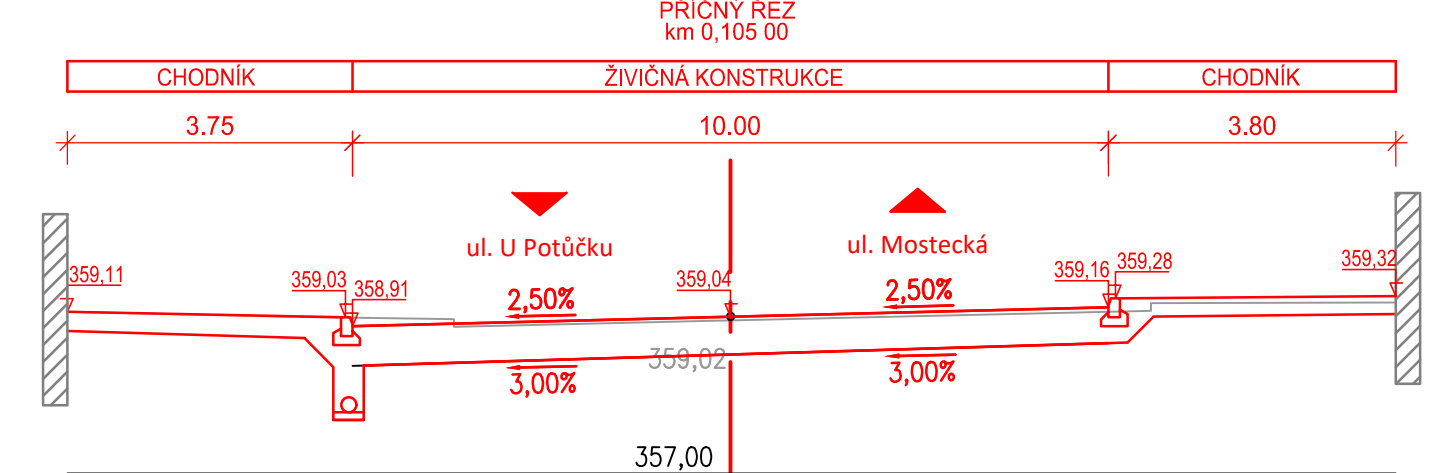 PŘÍČNÝ ŘEZ
km 0,105 00
CHODNÍK ŽIVIČNÁ KONSTRUKCE CHODNÍK
3.75 10.00 3.80
ul. U Potůčku ul. Mostecká
359,11 359,03 358,91 359,04 359,16 359,28 359,32
2,50% 2,50%
359,02
3,00% 3,00%
357,00